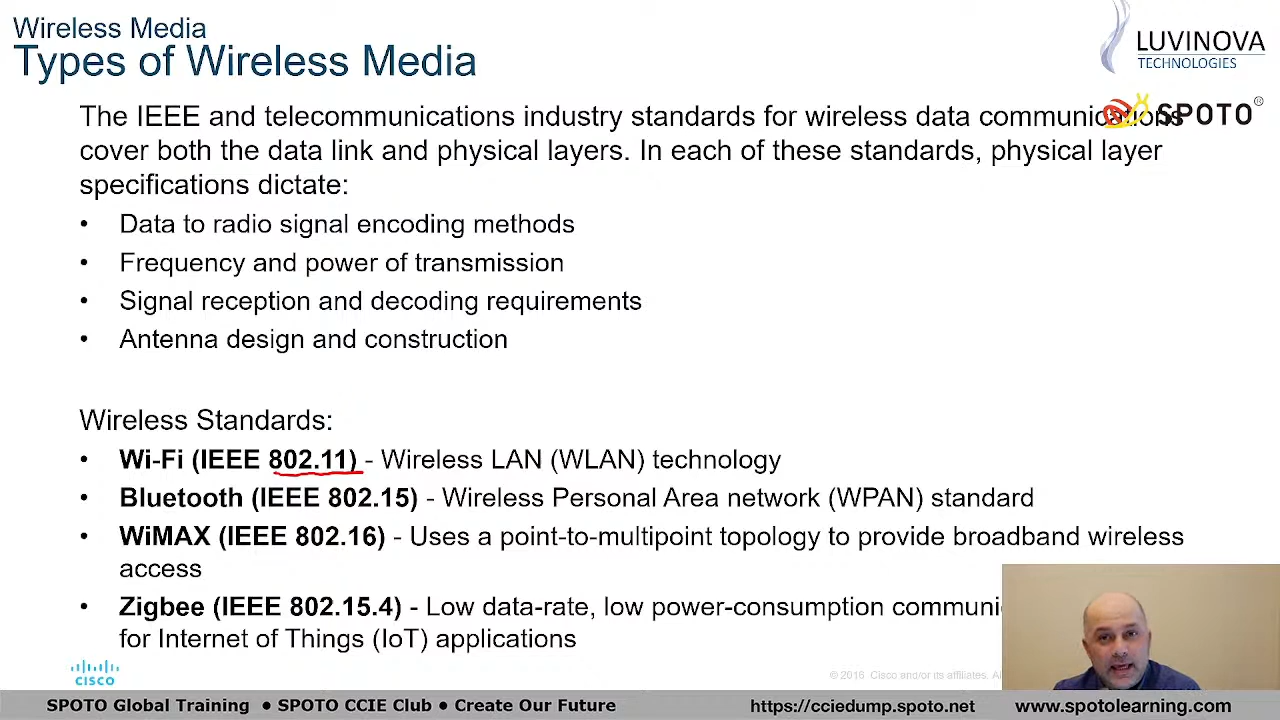 Wireless Media
Types of Wireless Media
LUVINOVA
TECHNOLOGIES
SPOTO®
The IEEE and telecommunications industry standards for wireless data communications
cover both the data link and physical layers. In each of these standards, physical layer
specifications dictate:
• Data to radio signal encoding methods
• Frequency and power of transmission
• Signal reception and decoding requirements
• Antenna design and construction
Wireless Standards:
• Wi-Fi (IEEE 802.11) - Wireless LAN (WLAN) technology
• Bluetooth (IEEE 802.15) - Wireless Personal Area network (WPAN) standard
• WiMAX (IEEE 802.16) - Uses a point-to-multipoint topology to provide broadband wireless
access
• Zigbee (IEEE 802.15.4) - Low data-rate, low power-consumption
for Internet of Things (IoT) applications
CISCO
© 2016 Cisco and/or its affiliates.
SPOTO Global Training ● SPOTO CCIE Club ● Create Our Future
https://cciedump.spoto.net
www.spotolearning.com